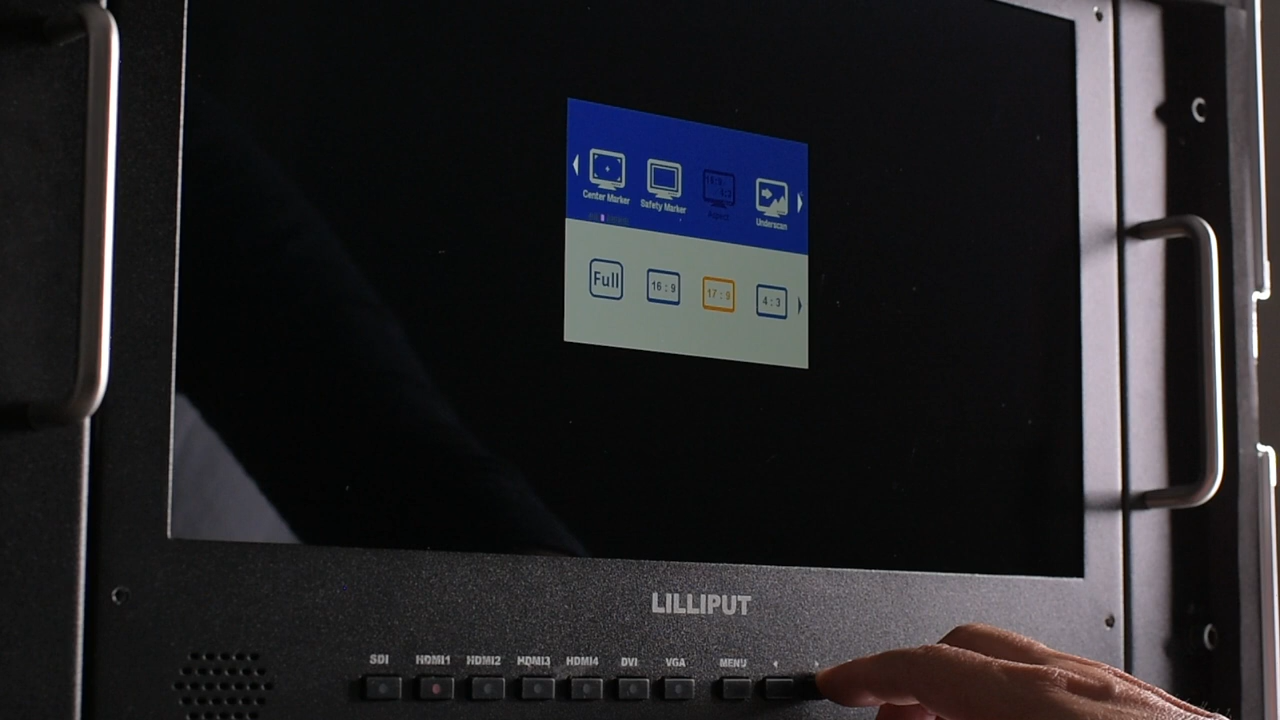 Center Marker
Safety Marker
Aspect
Underscan
Full
16 : 9
17 : 9
4 : 3
LILLIPUT
SDI HDMI1 HDMI2 HDMI3 HDMI4 DVI VGA MENU